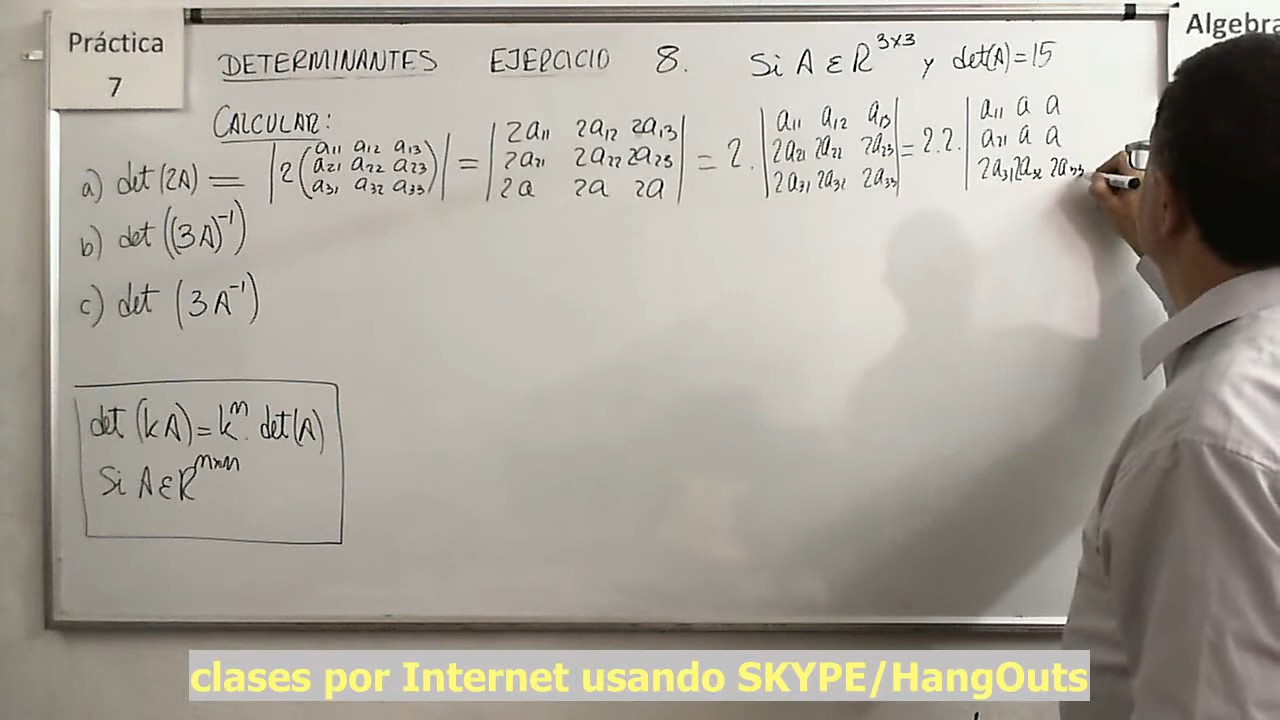 Práctica
7
Algebra
DETERMINANTES EJERCICIO 8. Si A ∈ R^3x3 y det(A)=15
CALCULAR:
a) det(2A) = |2(a11 a12 a13 / a21 a22 a23 / a31 a32 a33)| = |2a11 2a12 2a13 / 2a21 2a22 2a23 / 2a 2a 2a| = 2. |a11 a12 a13 / 2a21 2a22 2a23 / 2a31 2a32 2a33| = 2.2. |a11 a a / a21 a a / 2a31 2a32 2a33
b) det((3A)^-1)
c) det (3A^-1)
det(kA)=k^n. det(A)
Si A ∈ R^nxn
clases por Internet usando SKYPE/HangOuts